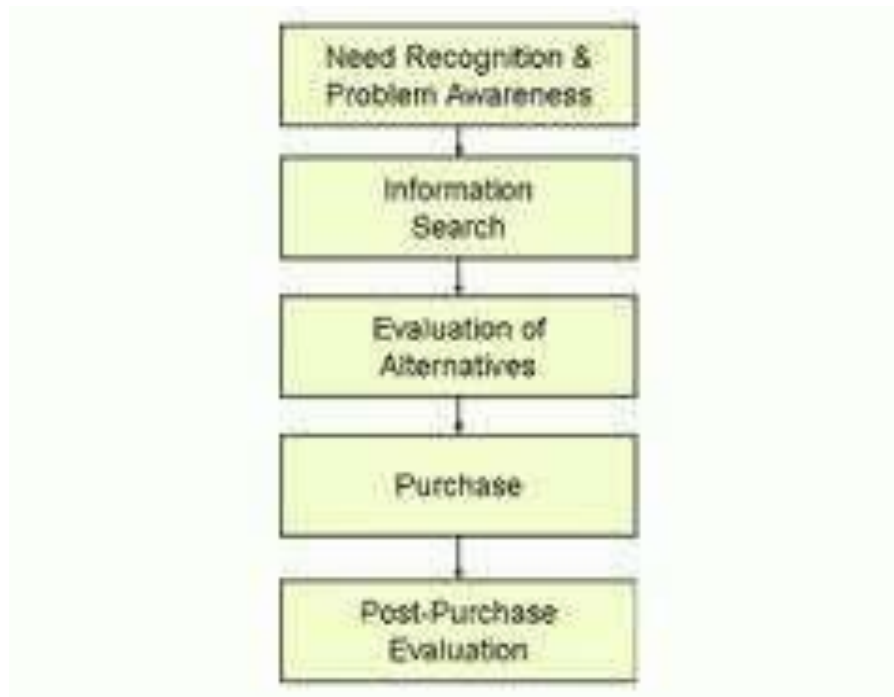 Need Recognition &
Problem Awareness
Information
Search
Evaluation of
Alternatives
Purchase
Post-Purchase
Evaluation